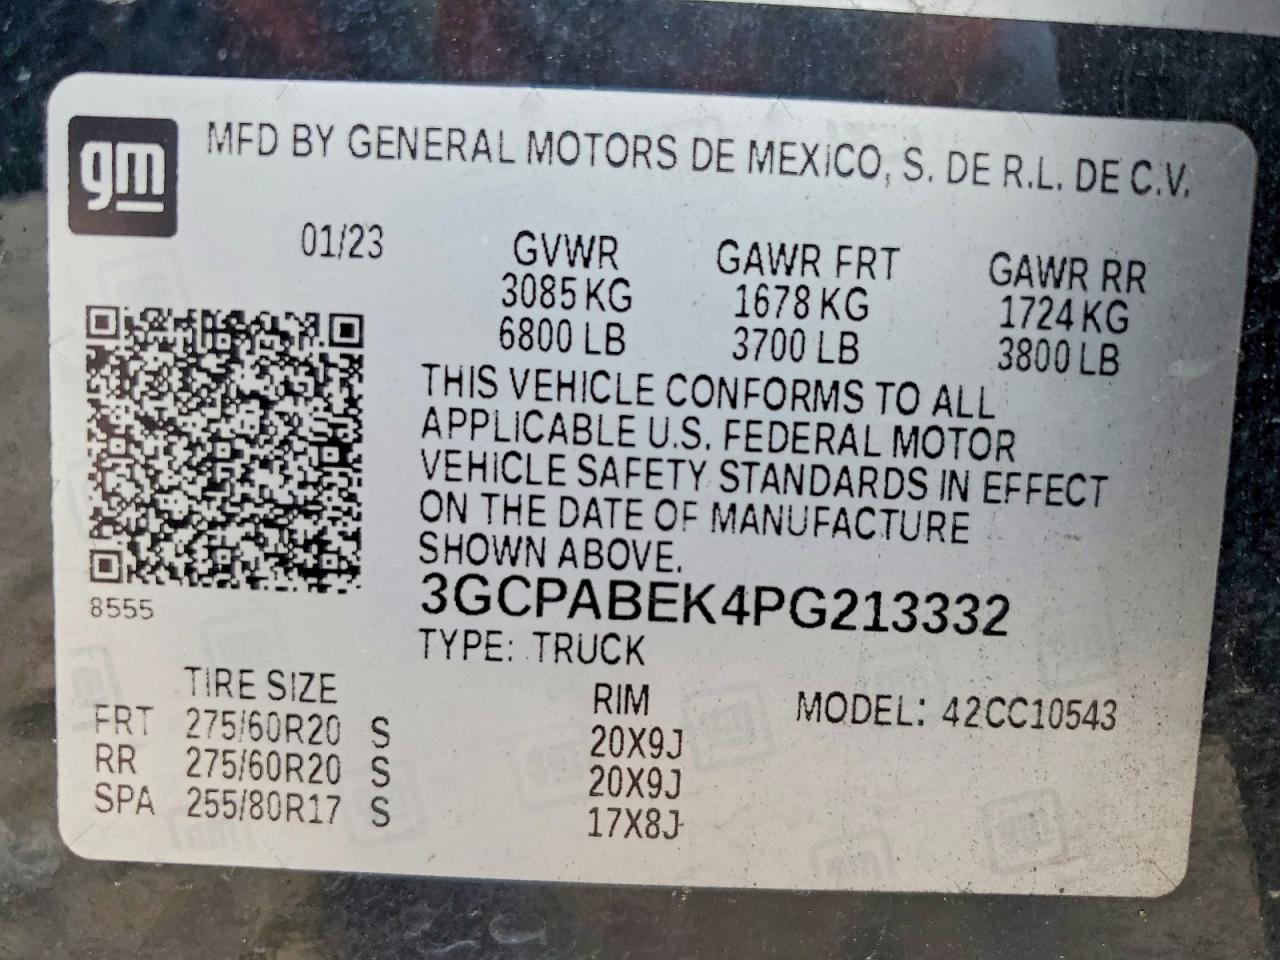 gm
MFD BY GENERAL MOTORS DE MEXICO, S. DE R.L. DE C.V.
01/23 GVWR GAWR FRT GAWR RR
3085 KG 1678 KG 1724 KG
6800 LB 3700 LB 3800 LB
THIS VEHICLE CONFORMS TO ALL
APPLICABLE U.S. FEDERAL MOTOR
VEHICLE SAFETY STANDARDS IN EFFECT
ON THE DATE OF MANUFACTURE
SHOWN ABOVE.
8555
3GCPABEK4PG213332
TYPE: TRUCK
TIRE SIZE RIM MODEL: 42CC10543
FRT 275/60R20 S 20X9J
RR 275/60R20 S 20X9J
SPA 255/80R17 S 17X8J